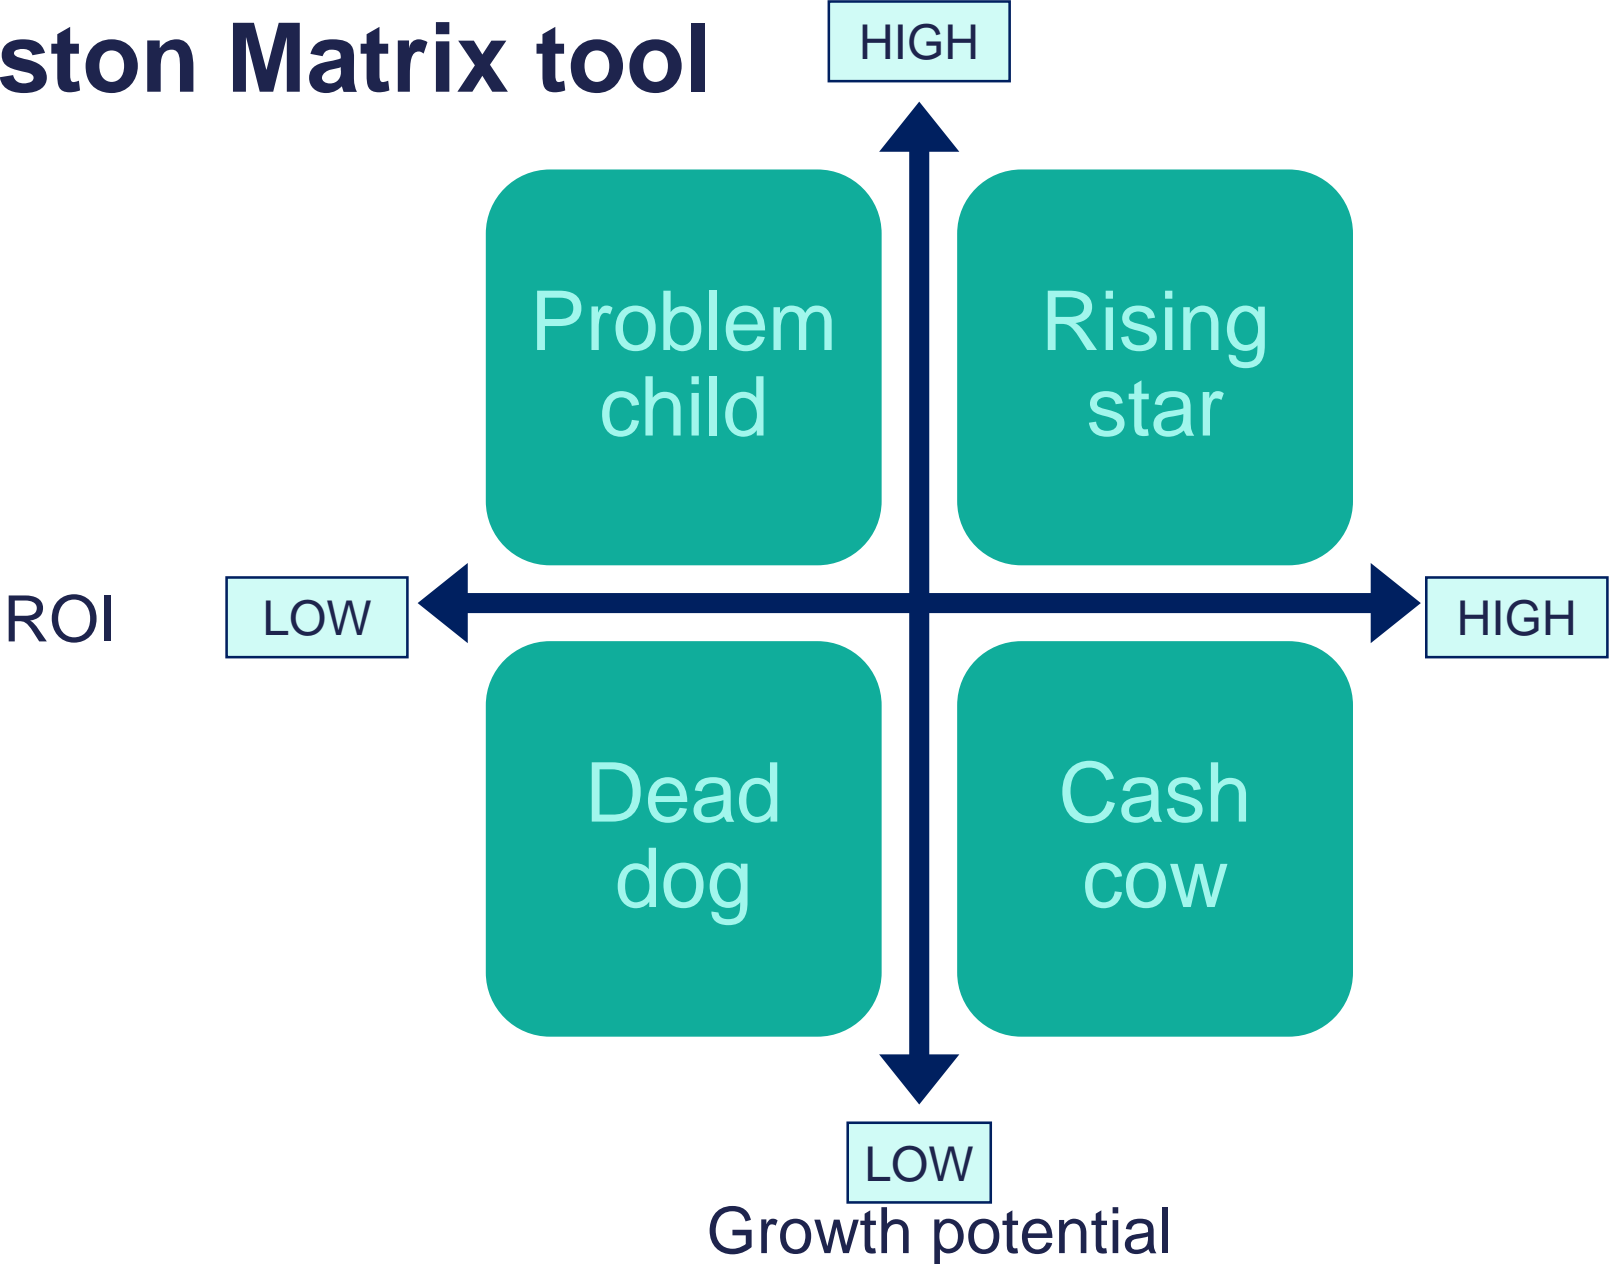 ston Matrix tool
HIGH
Problem
child
Rising
star
ROI
LOW
HIGH
Dead
dog
Cash
cow
LOW
Growth potential